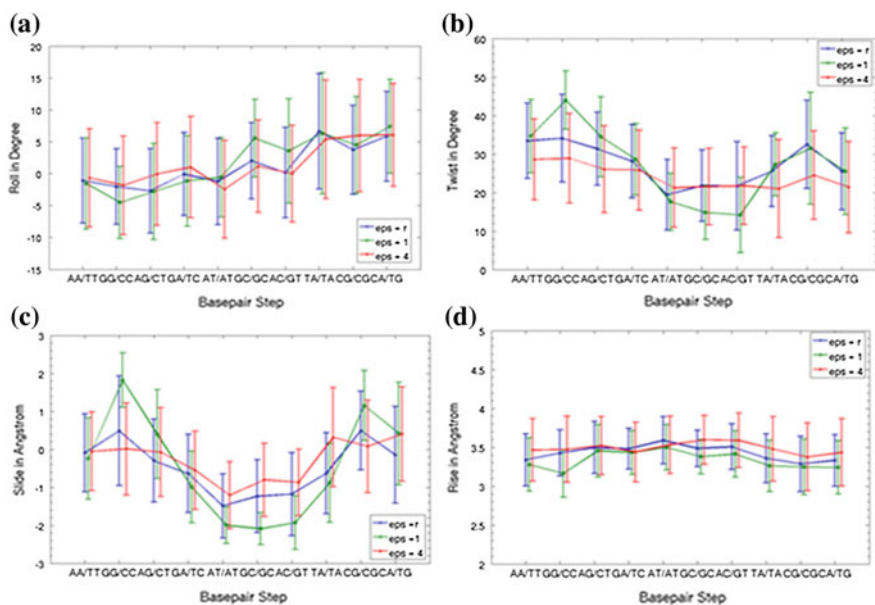 (a)
20
15
10
5
0
-5
-10
-15
Roll in Degree
eps = r
eps = 1
eps = 4
AA/TTGG/CCAG/CTGA/TC AT/ATGC/GCAC/GT TA/TACG/CGCA/TG
Basepair Step
(b)
60
50
40
30
20
10
0
Twist in Degree
eps = r
eps = 1
eps = 4
AA/TTGG/CCAG/CTGA/TC AT/ATGC/GCAC/GT TA/TACG/CGCA/TG
Basepair Step
(c)
3
2
1
0
-1
-2
-3
Slide in Angstrom
eps = r
eps = 1
eps = 4
AA/TTGG/CCAG/CTGA/TC AT/ATGC/GCAC/GT TA/TACG/CGCA/TG
Basepair Step
(d)
5
4.5
4
3.5
3
2.5
2
Rise in Angstrom
eps = r
eps = 1
eps = 4
AA/TTGG/CCAG/CTGA/TC AT/ATGC/GCAC/GT TA/TACG/CGCA/TG
Basepair Step